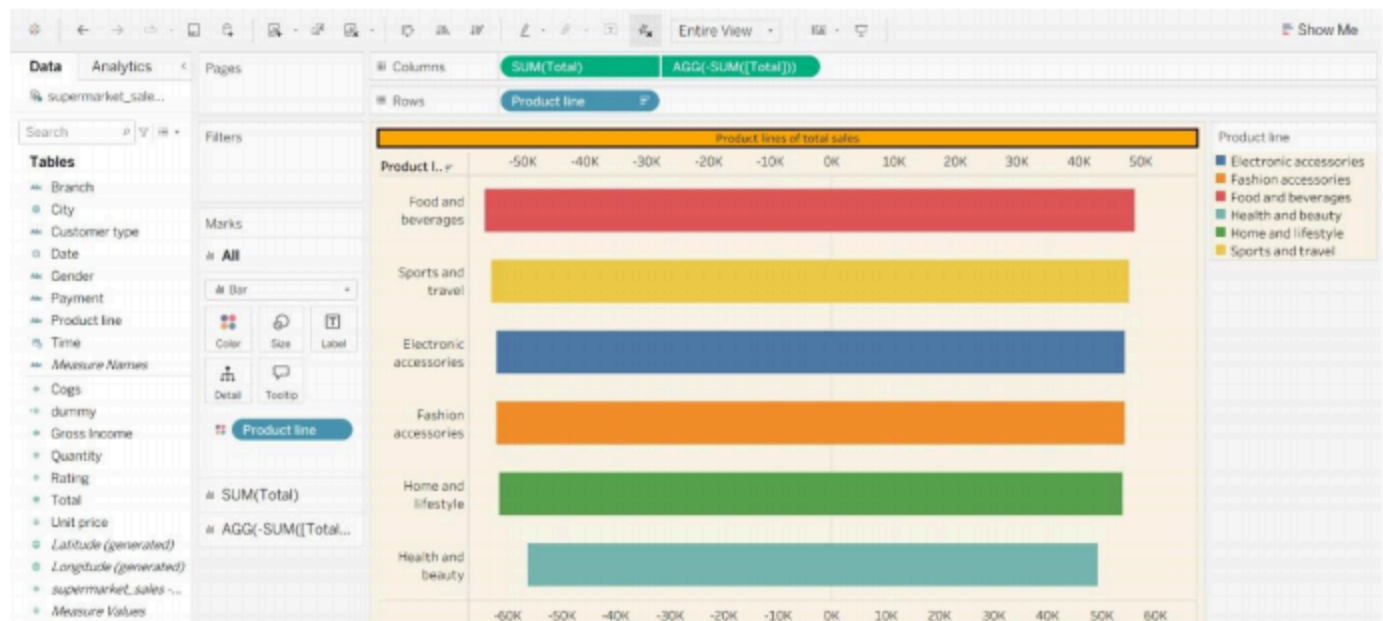 Entire View
Show Me
Data Analytics
supermarket_sale...
Search
Tables
Branch
City
Customer type
Date
Gender
Payment
Product line
Time
Measure Names
Cogs
dummy
Gross Income
Quantity
Rating
Total
Unit price
Latitude (generated)
Longitude (generated)
supermarket_sales -...
Measure Values
Pages
Filters
Marks
All
Bar
Color Size Label
Detail Tooltip
Product line
SUM(Total)
AGG(-SUM([Total...
Columns SUM(Total) AGG(-SUM([Total]))
Rows Product line
Product lines of total sales
Product l.. -50K -40K -30K -20K -10K 0K 10K 20K 30K 40K 50K
Food and
beverages
Sports and
travel
Electronic
accessories
Fashion
accessories
Home and
lifestyle
Health and
beauty
-60K -50K -40K -30K -20K -10K 0K 10K 20K 30K 40K 50K 60K
Product line
Electronic accessories
Fashion accessories
Food and beverages
Health and beauty
Home and lifestyle
Sports and travel